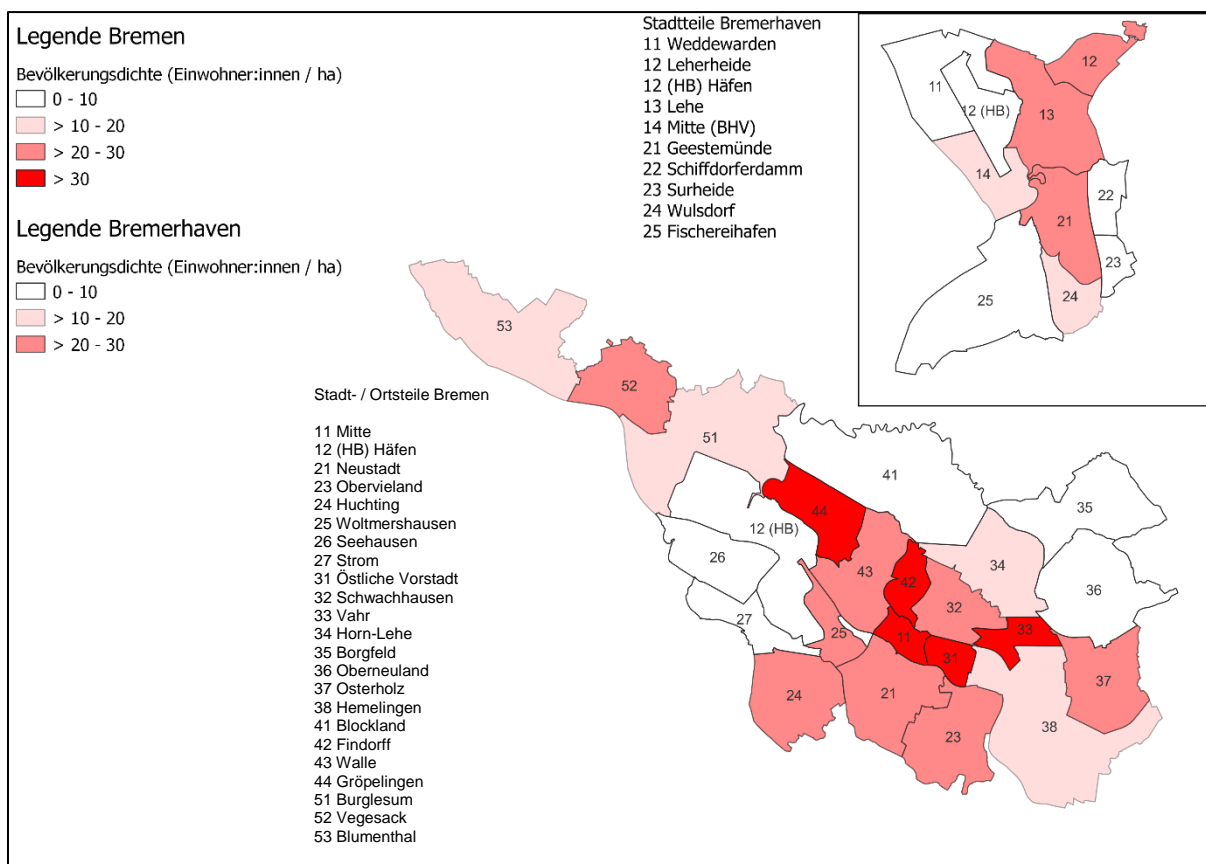 Legende Bremen
Bevölkerungsdichte (Einwohner:innen / ha)
0 - 10
> 10 - 20
> 20 - 30
> 30
Legende Bremerhaven
Bevölkerungsdichte (Einwohner:innen / ha)
0 - 10
> 10 - 20
> 20 - 30
Stadtteile Bremerhaven
11 Weddewarden
12 Leherheide
12 (HB) Häfen
13 Lehe
14 Mitte (BHV)
21 Geestemünde
22 Schiffdorferdamm
23 Surheide
24 Wulsdorf
25 Fischereihafen
12
11
12 (HB)
13
14
22
21
23
24
25
Stadt- / Ortsteile Bremen
11 Mitte
12 (HB) Häfen
21 Neustadt
23 Obervieland
24 Huchting
25 Woltmershausen
26 Seehausen
27 Strom
31 Östliche Vorstadt
32 Schwachhausen
33 Vahr
34 Horn-Lehe
35 Borgfeld
36 Oberneuland
37 Osterholz
38 Hemelingen
41 Blockland
42 Findorff
43 Walle
44 Gröpelingen
51 Burglesum
52 Vegesack
53 Blumenthal
53
52
51
41
35
44
12 (HB)
26
43
34
42
36
32
27
25
11
33
31
37
24
21
38
23